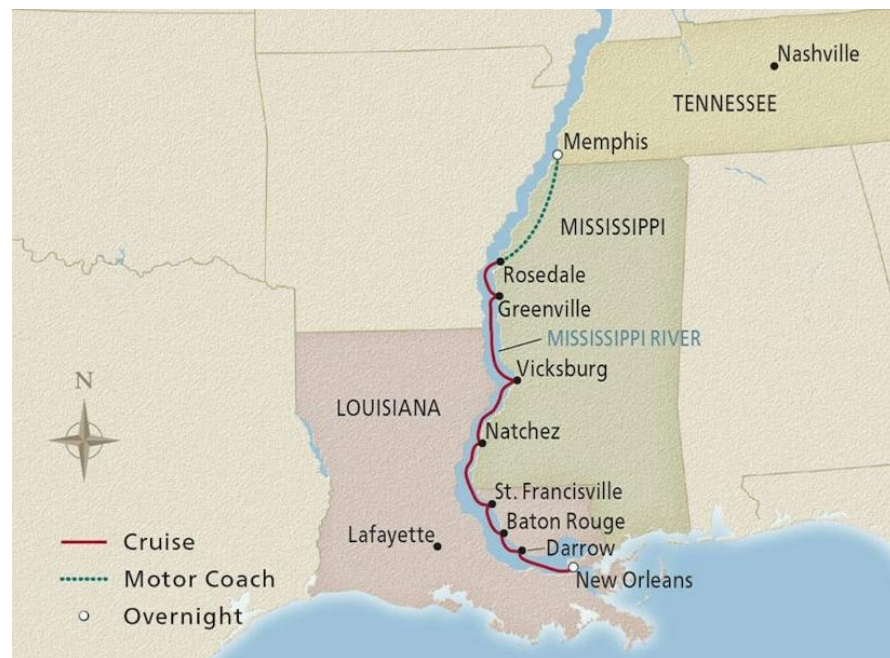 Nashville
TENNESSEE
Memphis
MISSISSIPPI
Rosedale
Greenville
MISSISSIPPI RIVER
Vicksburg
N
LOUISIANA
Natchez
St. Francisville
Baton Rouge
Lafayette
Darrow
New Orleans
Cruise
Motor Coach
Overnight